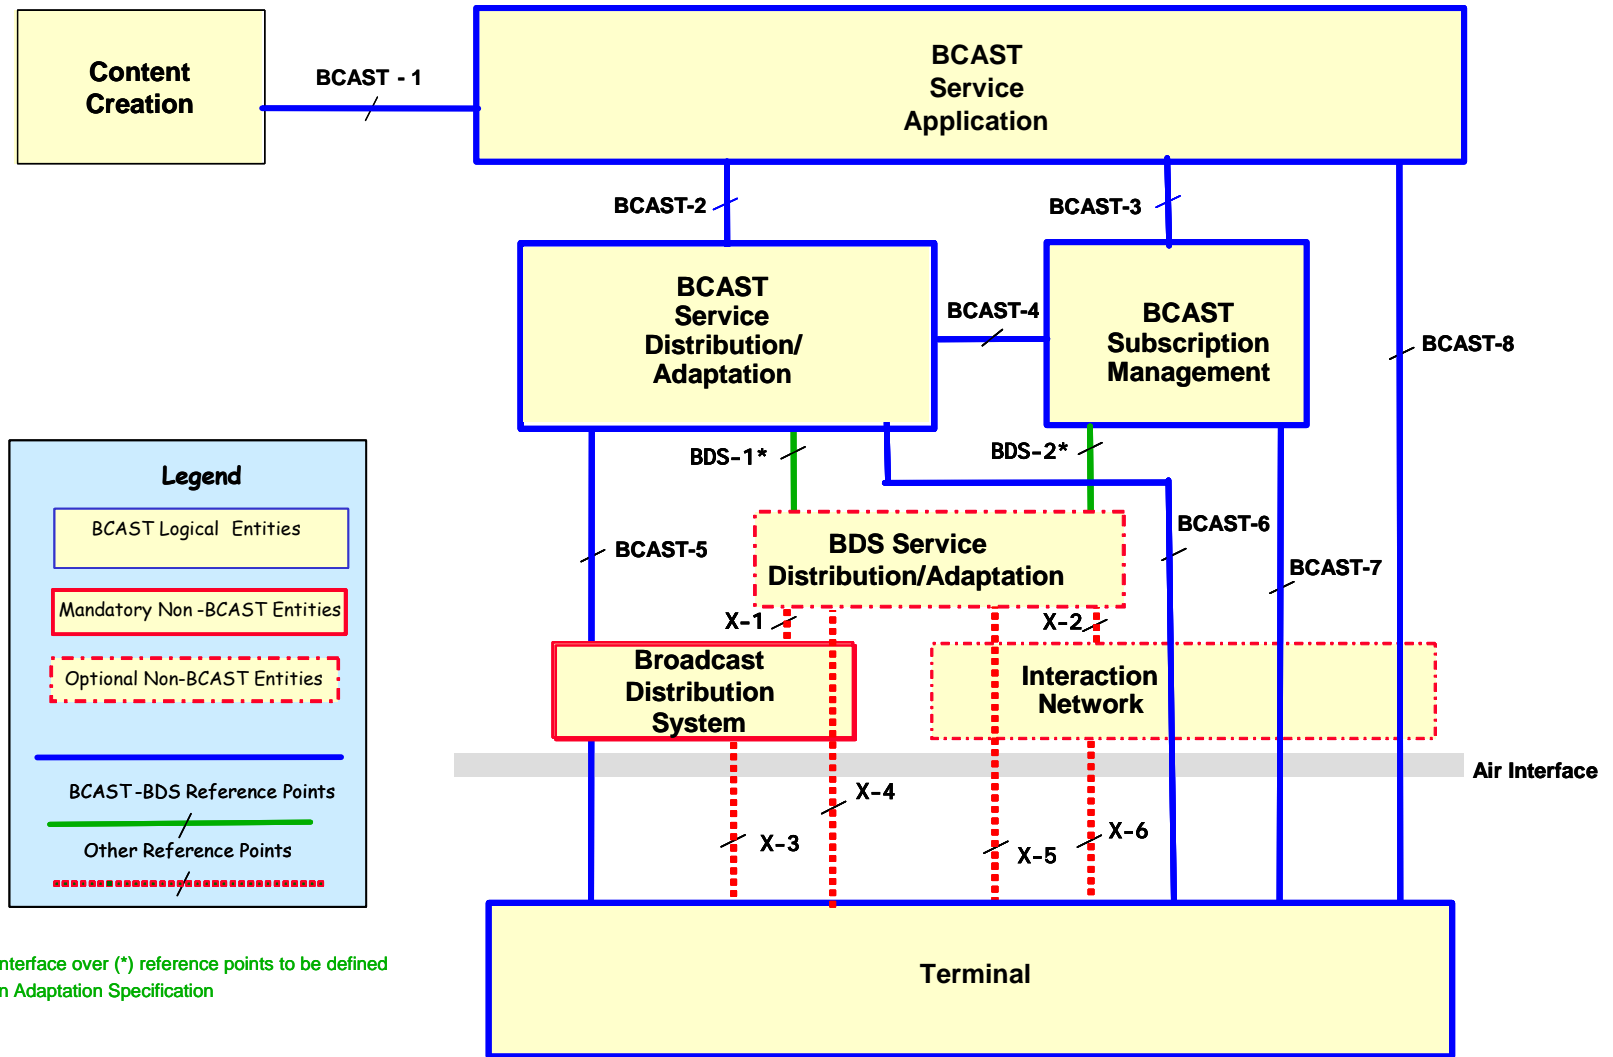 Content
Creation
BCAST - 1
BCAST
Service
Application
BCAST-2
BCAST-3
BCAST
Service
Distribution/
Adaptation
BCAST-4
BCAST
Subscription
Management
BCAST-8
BDS-1*
BDS-2*
BCAST-5
BDS Service
Distribution/Adaptation
BCAST-6
BCAST-7
X-1
X-2
Broadcast
Distribution
System
Interaction
Network
Air Interface
X-4
X-3
X-5
X-6
Terminal
Legend
BCAST Logical Entities
Mandatory Non -BCAST Entities
Optional Non-BCAST Entities
BCAST -BDS Reference Points
Other Reference Points
nterface over (*) reference points to be defined
n Adaptation Specification